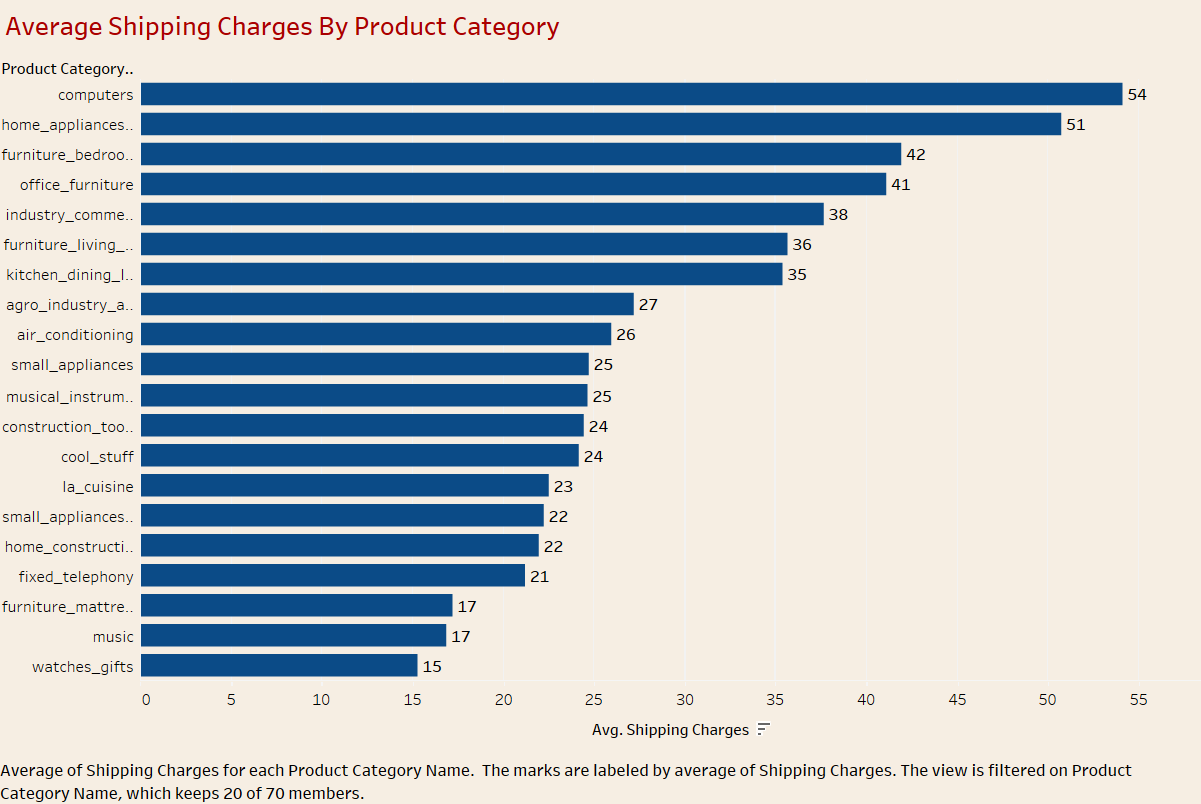 Average Shipping Charges By Product Category
Product Category..
computers 54
home_appliances.. 51
furniture_bedroo.. 42
office_furniture 41
industry_comme.. 38
furniture_living_.. 36
kitchen_dining_l.. 35
agro_industry_a.. 27
air_conditioning 26
small_appliances 25
musical_instrum.. 25
construction_too.. 24
cool_stuff 24
la_cuisine 23
small_appliances.. 22
home_constructi.. 22
fixed_telephony 21
furniture_mattre.. 17
music 17
watches_gifts 15
0 5 10 15 20 25 30 35 40 45 50 55
Avg. Shipping Charges
Average of Shipping Charges for each Product Category Name.  The marks are labeled by average of Shipping Charges. The view is filtered on Product
Category Name, which keeps 20 of 70 members.